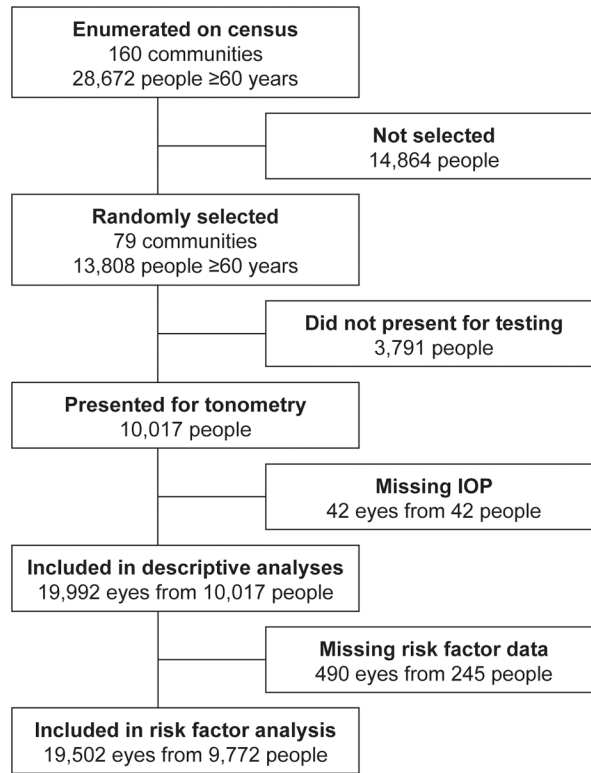 Enumerated on census
160 communities
28,672 people ≥60 years
Not selected
14,864 people
Randomly selected
79 communities
13,808 people ≥60 years
Did not present for testing
3,791 people
Presented for tonometry
10,017 people
Missing IOP
42 eyes from 42 people
Included in descriptive analyses
19,992 eyes from 10,017 people
Missing risk factor data
490 eyes from 245 people
Included in risk factor analysis
19,502 eyes from 9,772 people